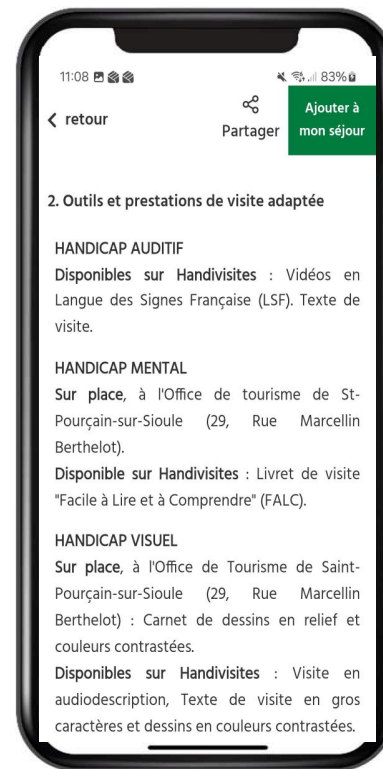 11:08 83%
retour
Partager
Ajouter à
mon séjour
2. Outils et prestations de visite adaptée
HANDICAP AUDITIF
Disponibles sur Handivisites : Vidéos en
Langue des Signes Française (LSF). Texte de
visite.
HANDICAP MENTAL
Sur place, à l'Office de tourisme de St-
Pourçain-sur-Sioule (29, Rue Marcellin
Berthelot).
Disponible sur Handivisites : Livret de visite
"Facile à Lire et à Comprendre" (FALC).
HANDICAP VISUEL
Sur place, à l'Office de Tourisme de Saint-
Pourçain-sur-Sioule (29, Rue Marcellin
Berthelot) : Carnet de dessins en relief et
couleurs contrastées.
Disponibles sur Handivisites : Visite en
audiodescription, Texte de visite en gros
caractères et dessins en couleurs contrastées.